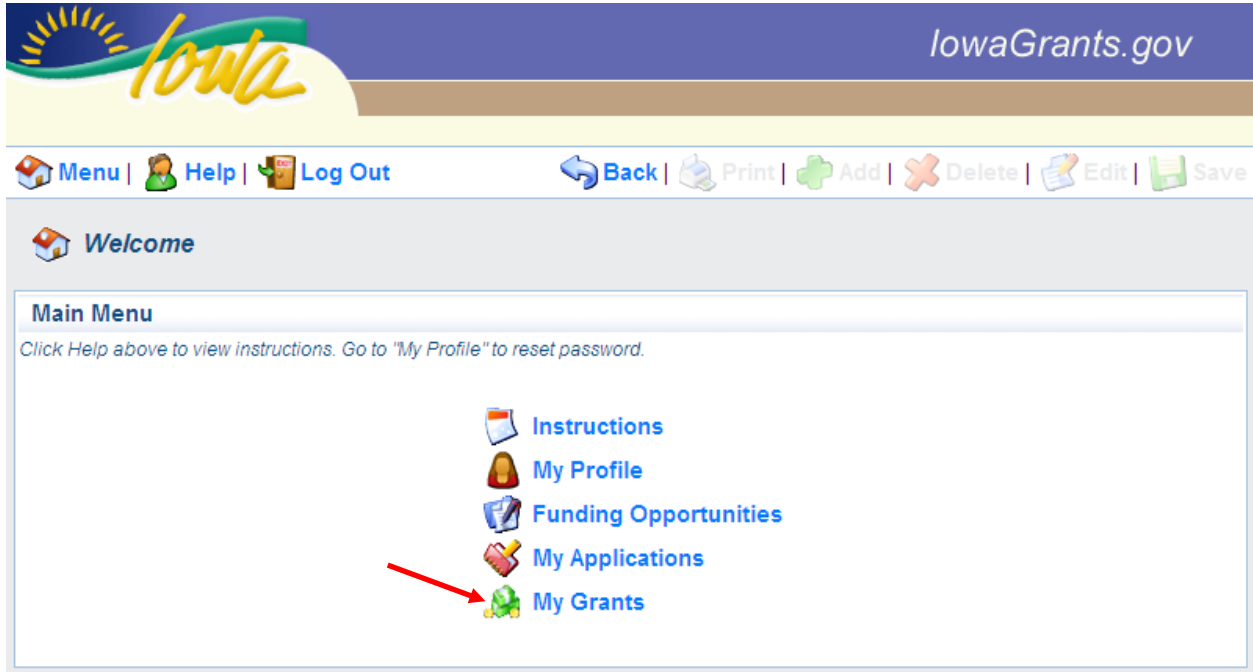 Iowa
IowaGrants.gov
Menu | Help | Log Out
Back | Print | Add | Delete | Edit | Save
Welcome
Main Menu
Click Help above to view instructions. Go to "My Profile" to reset password.
Instructions
My Profile
Funding Opportunities
My Applications
My Grants